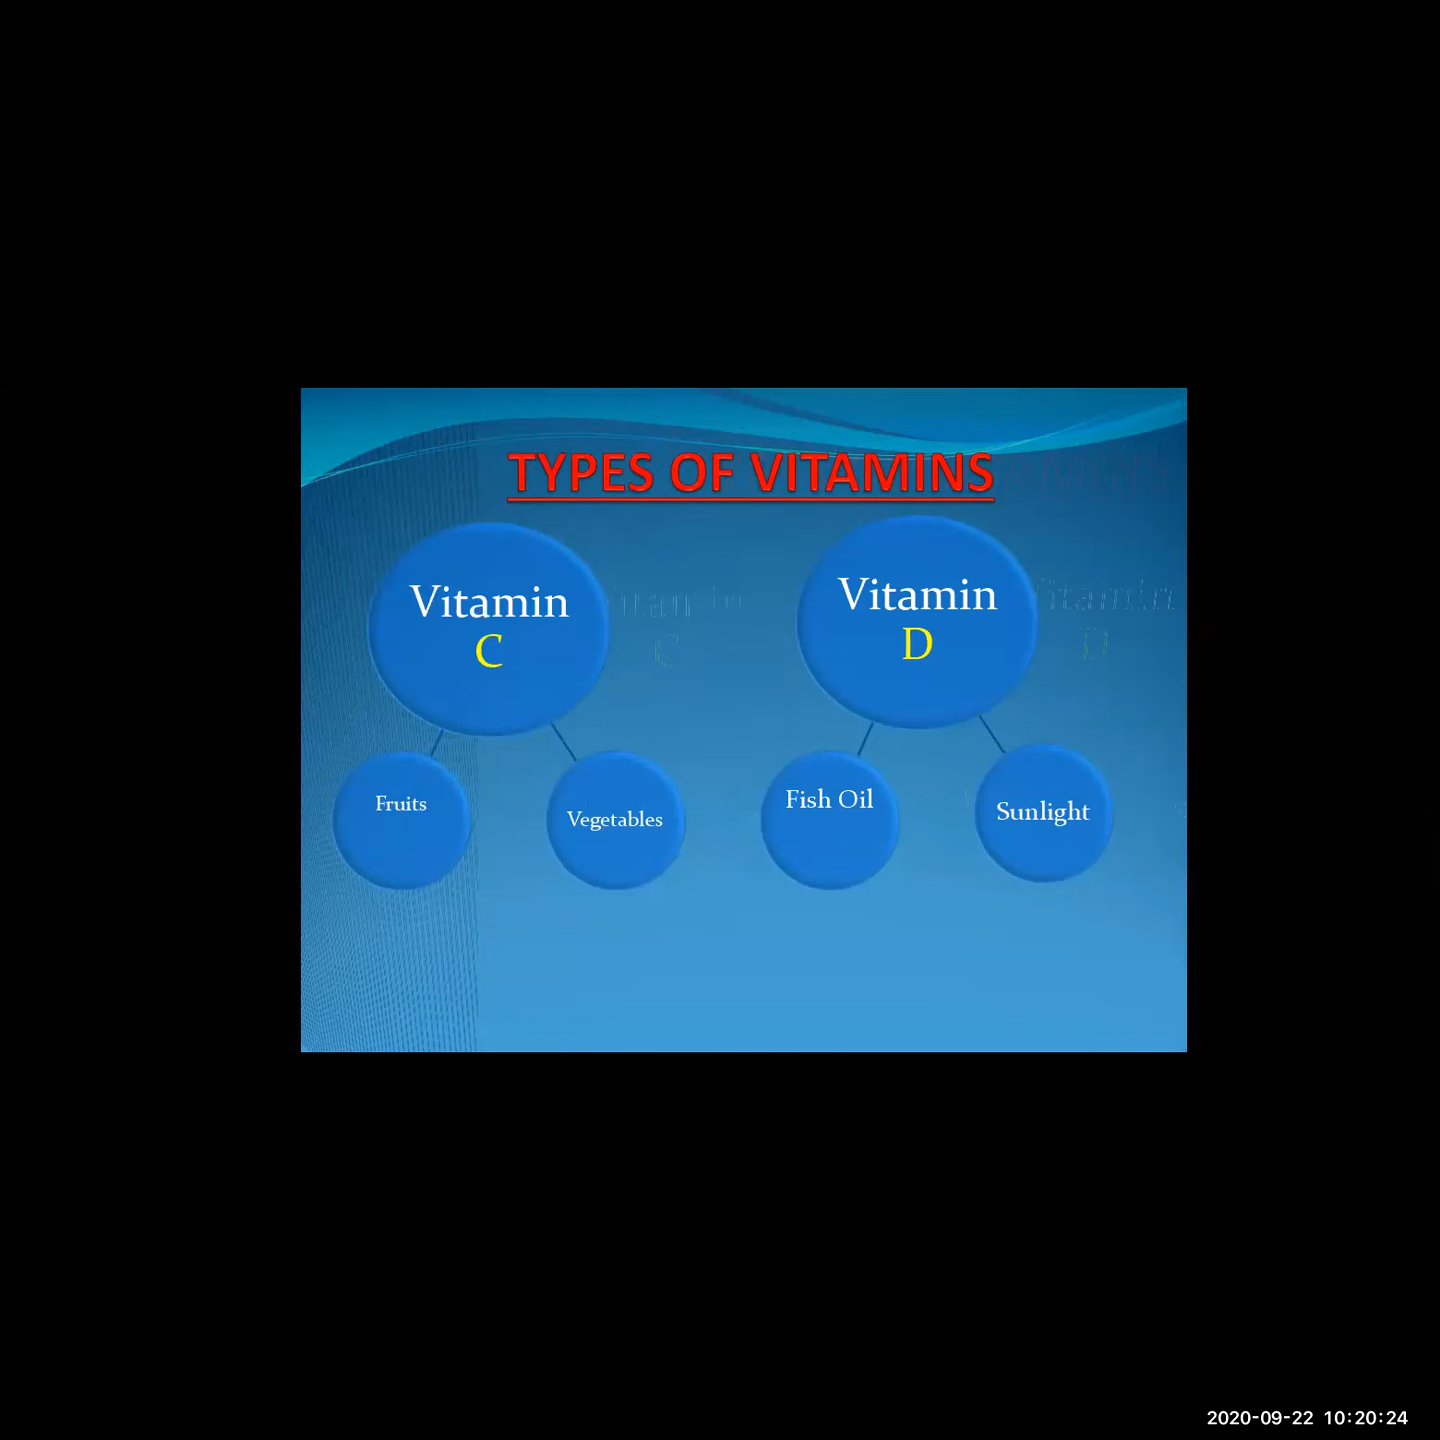 TYPES OF VITAMINS
Vitamin
C
Vitamin
D
Fruits
Vegetables
Fish Oil
Sunlight
2020-09-22 10:20:24